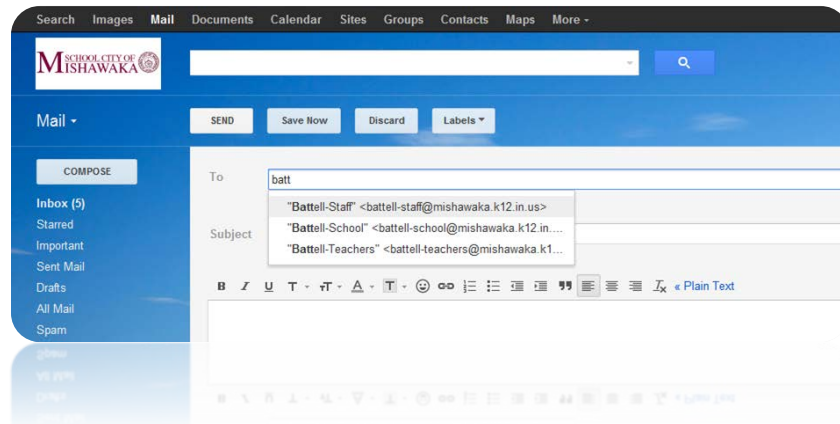 Search Images Mail Documents Calendar Sites Groups Contacts Maps More
SCHOOL CITY OF
MISHAWAKA
Mail
SEND Save Now Discard Labels
COMPOSE
To batt
"Battell-Staff" <battell-staff@mishawaka.k12.in.us>
"Battell-School" <battell-school@mishawaka.k12.in....
"Battell-Teachers" <battell-teachers@mishawaka.k1...
Subject
Inbox (5)
Starred
Important
Sent Mail
Drafts
All Mail
Spam
B I U T T A T « Plain Text